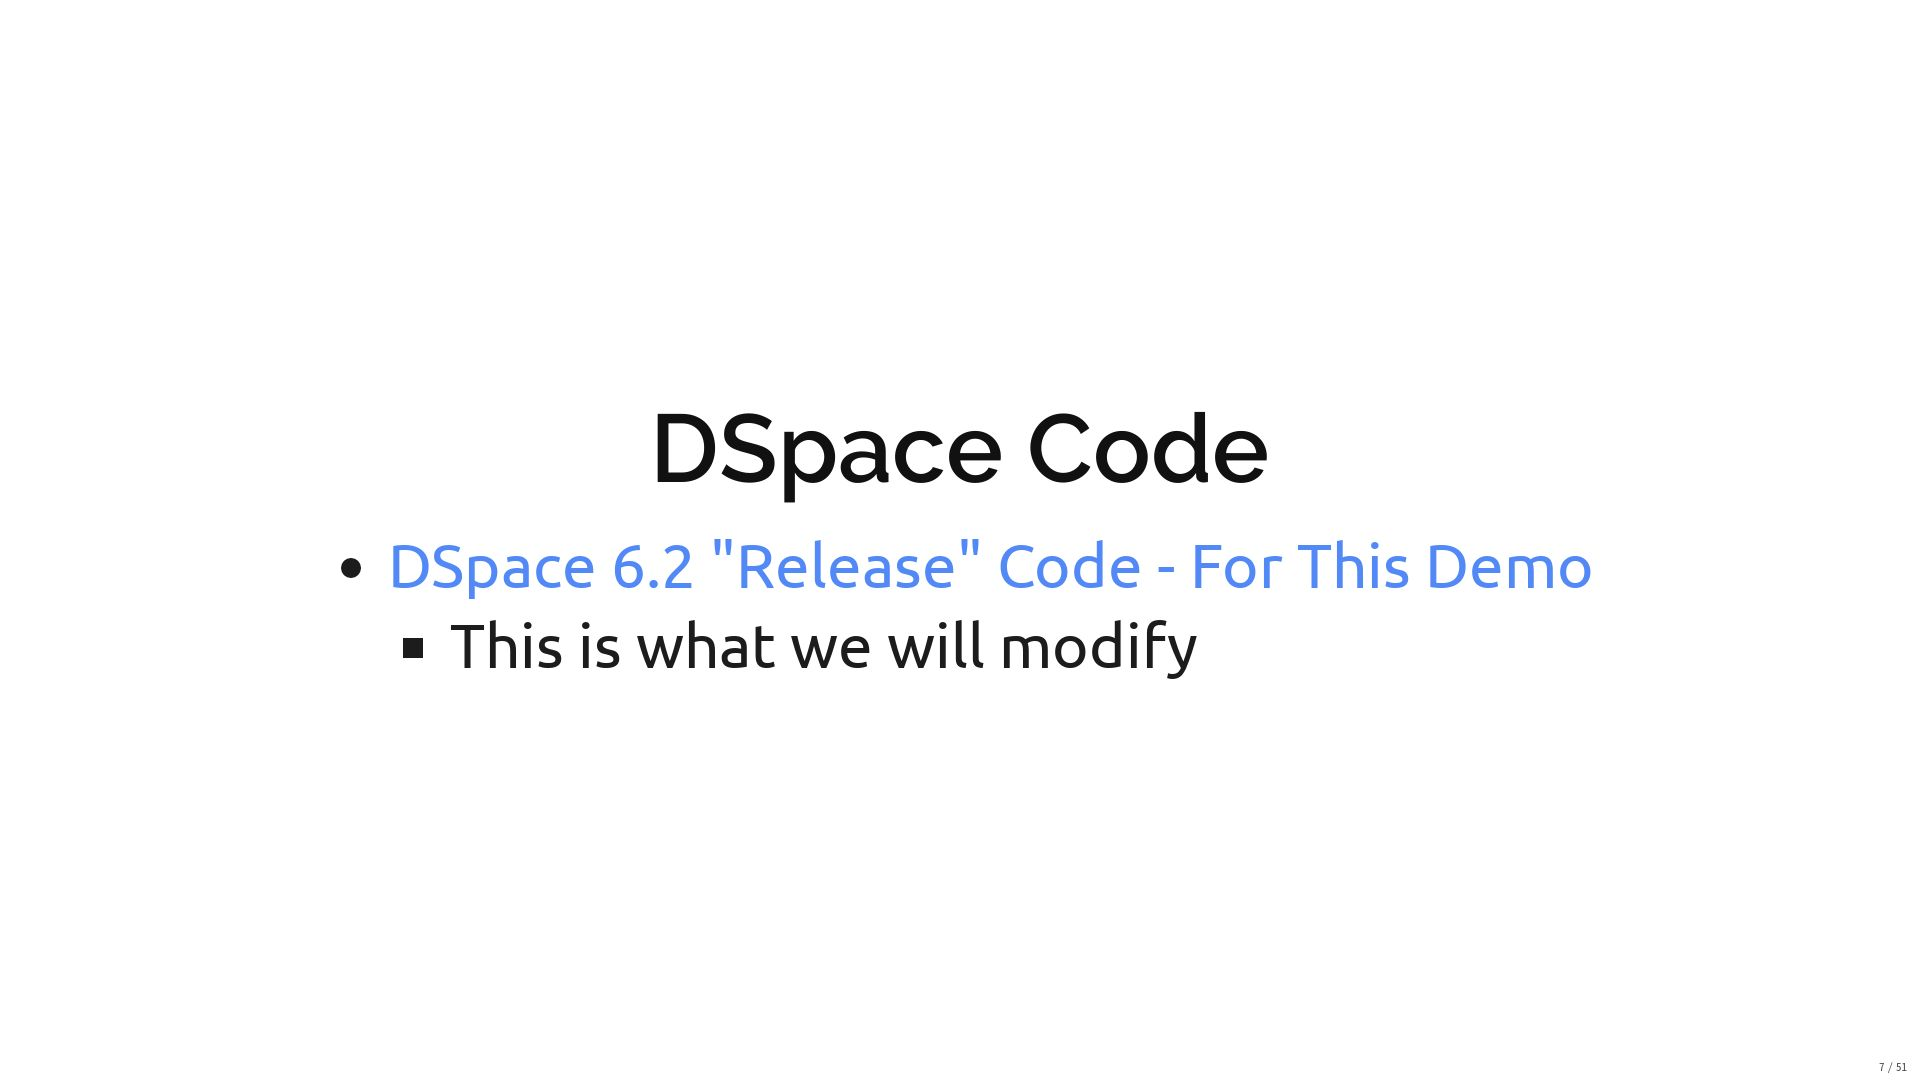 DSpace Code
• DSpace 6.2 "Release" Code - For This Demo
▪ This is what we will modify
7 / 51